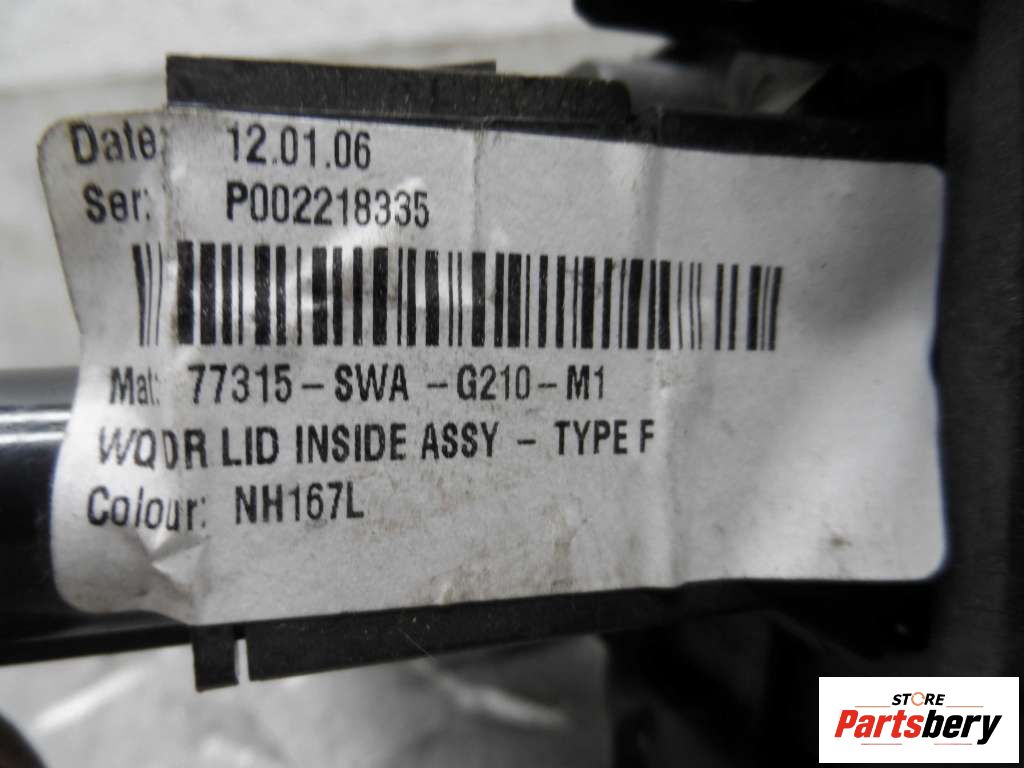 Date: 12.01.06
Ser: P002218335
Mat: 77315-SWA -G210-M1
WQDR LID INSIDE ASSY - TYPE F
Colour: NH167L
STORE
Partsbery